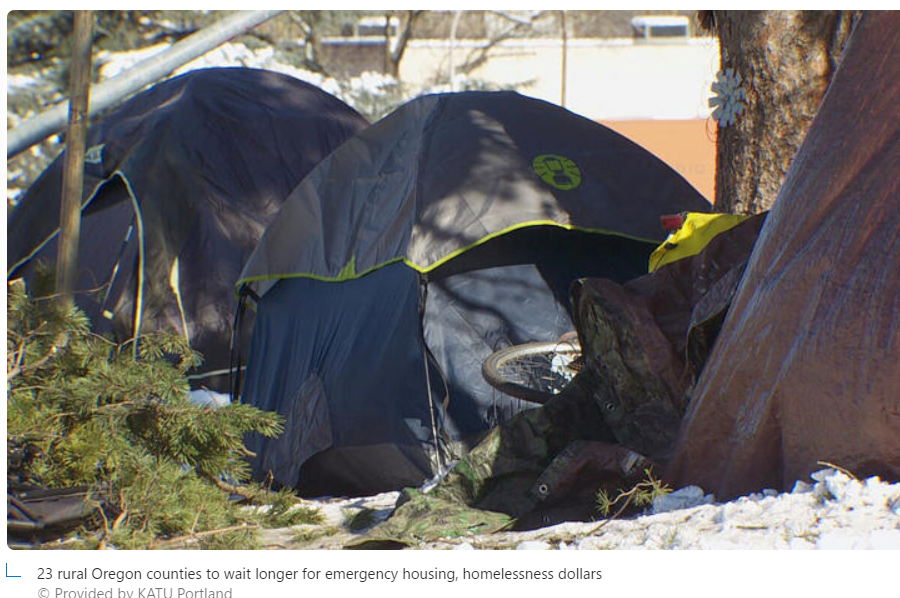 23 rural Oregon counties to wait longer for emergency housing, homelessness dollars
© Provided by KATU Portland